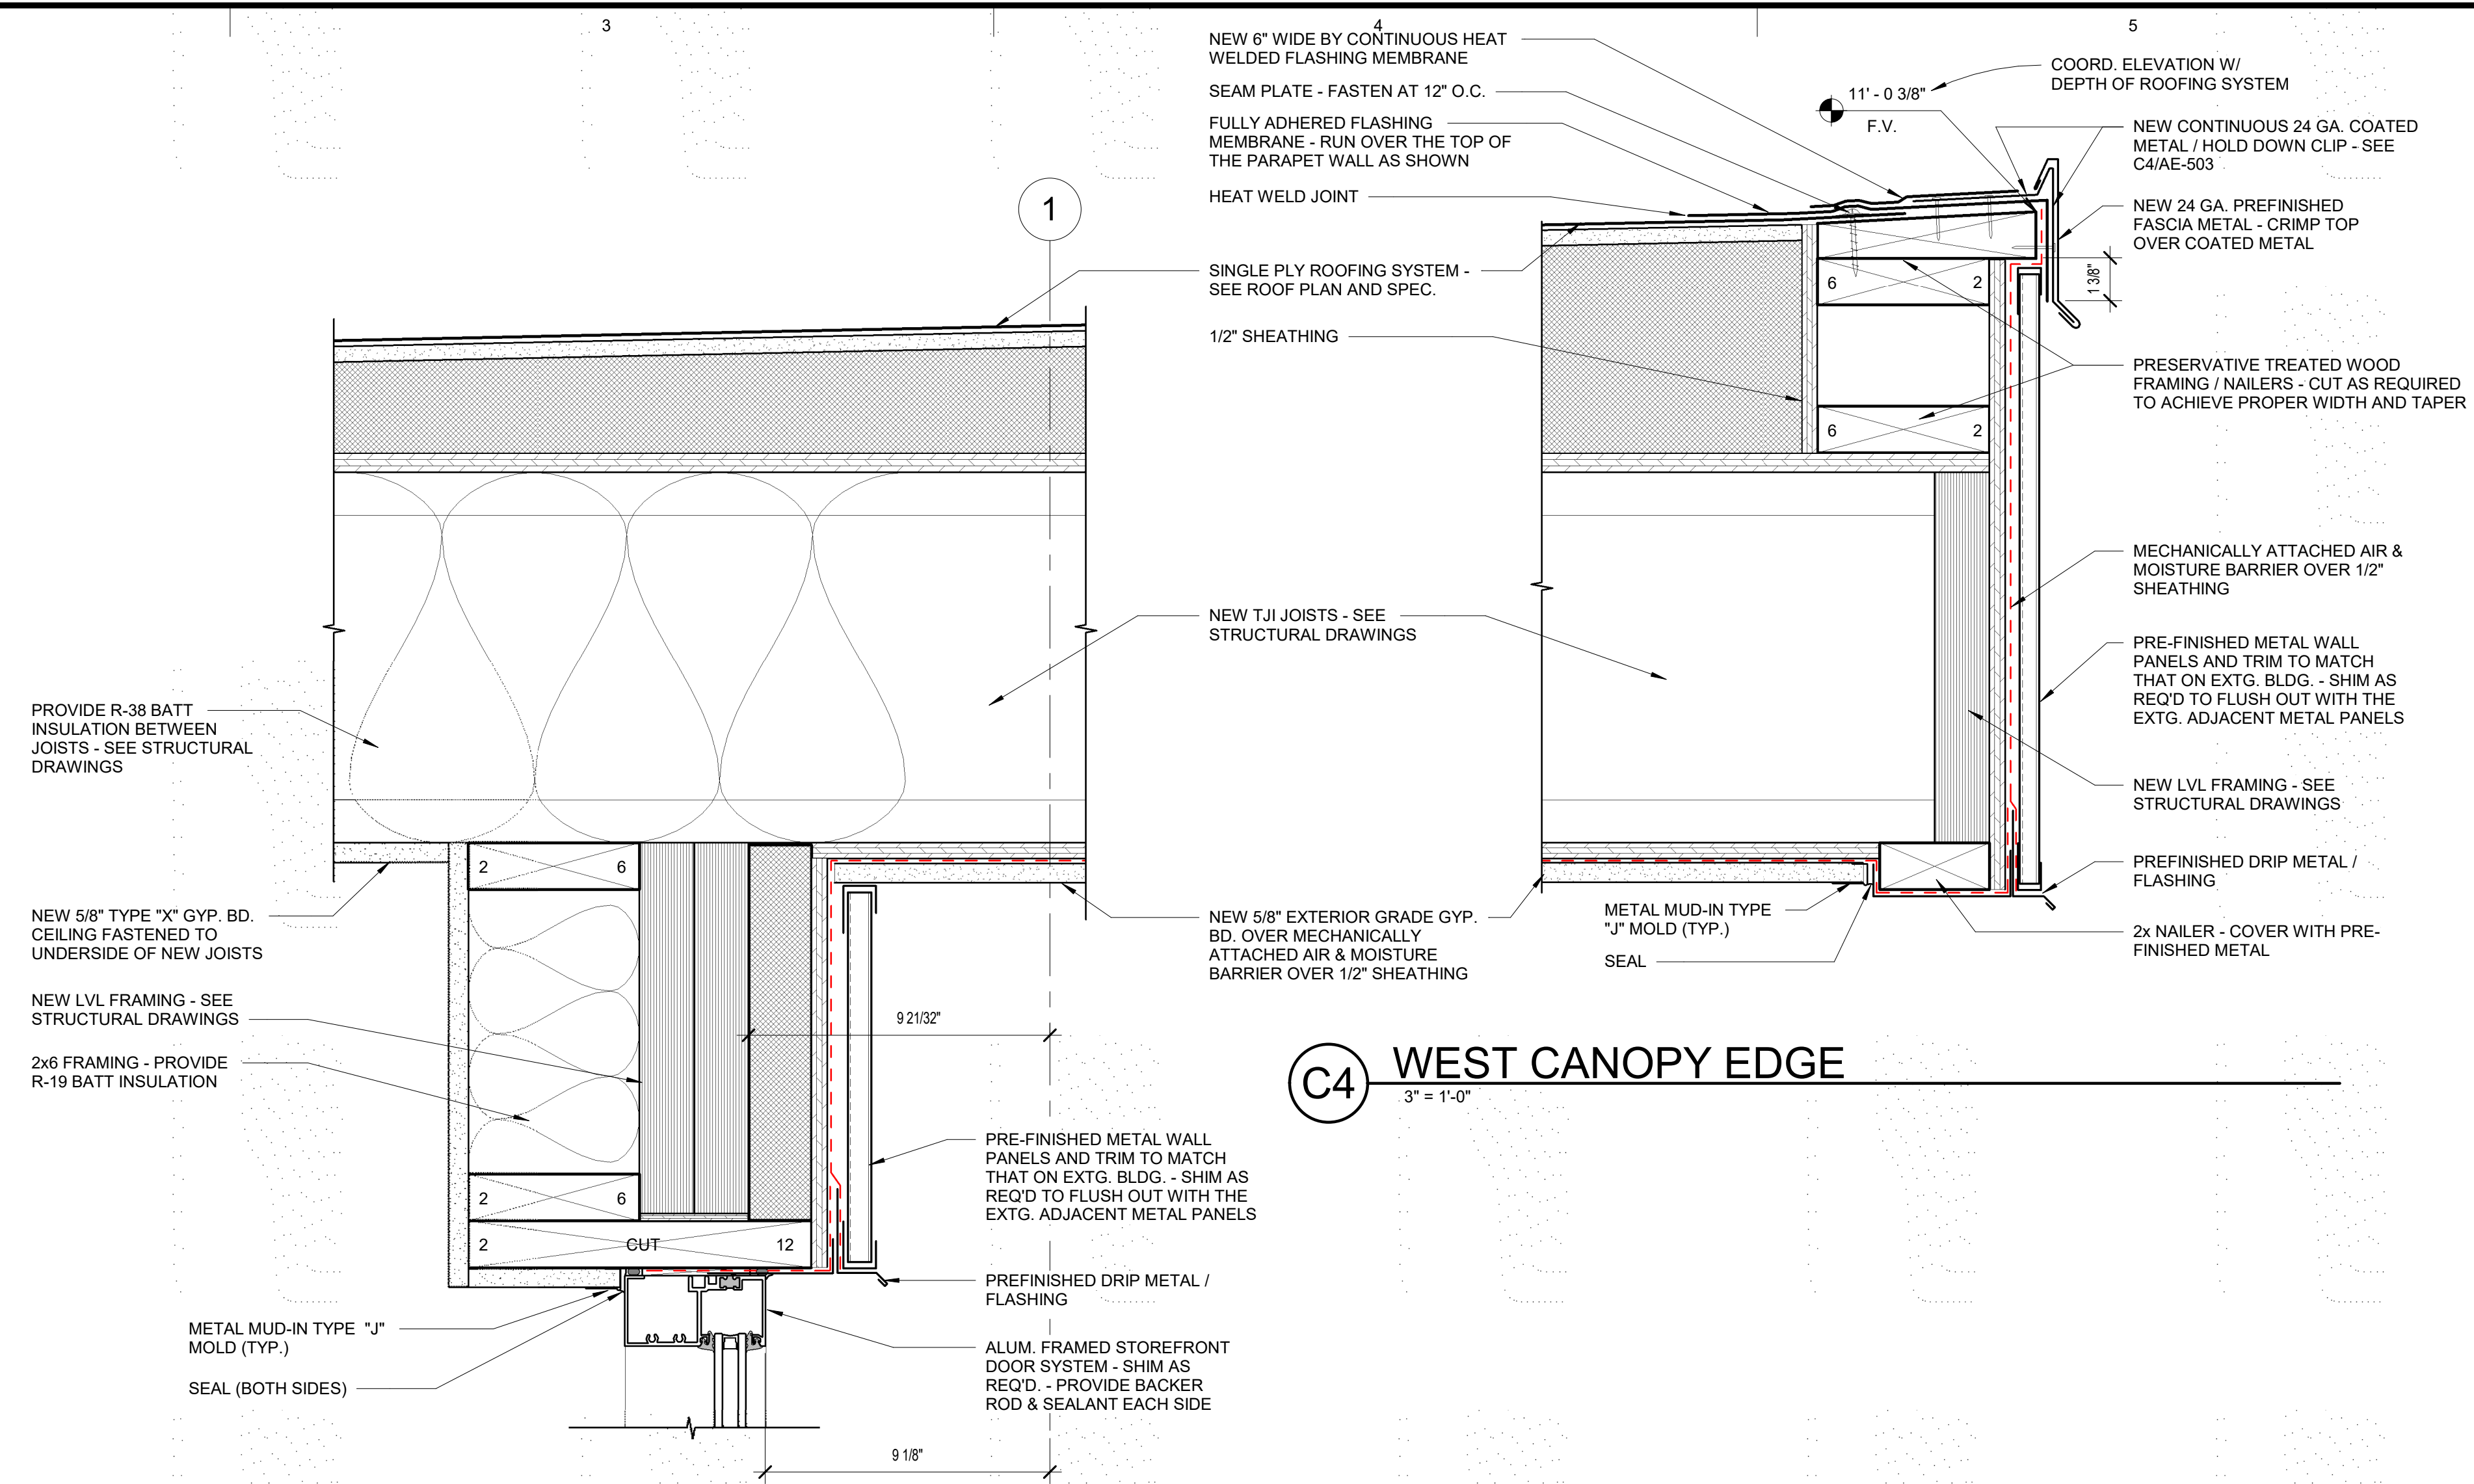 3
4
5
NEW 6" WIDE BY CONTINUOUS HEAT
WELDED FLASHING MEMBRANE
SEAM PLATE - FASTEN AT 12" O.C.
FULLY ADHERED FLASHING
MEMBRANE - RUN OVER THE TOP OF
THE PARAPET WALL AS SHOWN
HEAT WELD JOINT
SINGLE PLY ROOFING SYSTEM -
SEE ROOF PLAN AND SPEC.
1/2" SHEATHING
NEW TJI JOISTS - SEE
STRUCTURAL DRAWINGS
NEW 5/8" EXTERIOR GRADE GYP.
BD. OVER MECHANICALLY
ATTACHED AIR & MOISTURE
BARRIER OVER 1/2" SHEATHING
COORD. ELEVATION W/
DEPTH OF ROOFING SYSTEM
11' - 0 3/8"
F.V.
NEW CONTINUOUS 24 GA. COATED
METAL / HOLD DOWN CLIP - SEE
C4/AE-503
NEW 24 GA. PREFINISHED
FASCIA METAL - CRIMP TOP
OVER COATED METAL
1 3/8"
6 2
PRESERVATIVE TREATED WOOD
FRAMING / NAILERS - CUT AS REQUIRED
TO ACHIEVE PROPER WIDTH AND TAPER
6 2
MECHANICALLY ATTACHED AIR &
MOISTURE BARRIER OVER 1/2"
SHEATHING
PRE-FINISHED METAL WALL
PANELS AND TRIM TO MATCH
THAT ON EXTG. BLDG. - SHIM AS
REQ'D TO FLUSH OUT WITH THE
EXTG. ADJACENT METAL PANELS
NEW LVL FRAMING - SEE
STRUCTURAL DRAWINGS
PREFINISHED DRIP METAL /
FLASHING
2x NAILER - COVER WITH PRE-
FINISHED METAL
METAL MUD-IN TYPE
"J" MOLD (TYP.)
SEAL
C4
WEST CANOPY EDGE
3" = 1'-0"
1
PROVIDE R-38 BATT
INSULATION BETWEEN
JOISTS - SEE STRUCTURAL
DRAWINGS
NEW 5/8" TYPE "X" GYP. BD.
CEILING FASTENED TO
UNDERSIDE OF NEW JOISTS
NEW LVL FRAMING - SEE
STRUCTURAL DRAWINGS
2x6 FRAMING - PROVIDE
R-19 BATT INSULATION
2 6
9 21/32"
2 6
2 CUT 12
PRE-FINISHED METAL WALL
PANELS AND TRIM TO MATCH
THAT ON EXTG. BLDG. - SHIM AS
REQ'D TO FLUSH OUT WITH THE
EXTG. ADJACENT METAL PANELS
PREFINISHED DRIP METAL /
FLASHING
METAL MUD-IN TYPE "J"
MOLD (TYP.)
SEAL (BOTH SIDES)
ALUM. FRAMED STOREFRONT
DOOR SYSTEM - SHIM AS
REQ'D. - PROVIDE BACKER
ROD & SEALANT EACH SIDE
9 1/8"